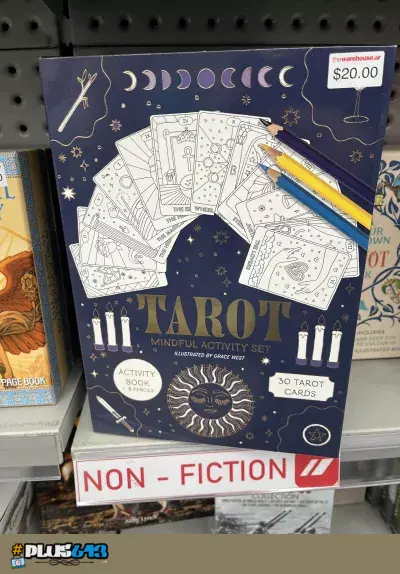 thewarehouse
$20.00
TAROT
MINDFUL ACTIVITY SET
ILLUSTRATED BY GRACE WEST
ACTIVITY
BOOK
30 TAROT
CARDS
PAGE BOOK
NON - FICTION
COLLECTION
#PLUS613